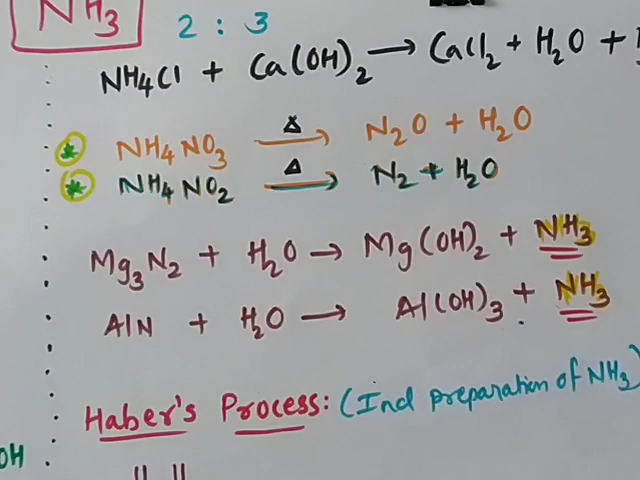 NH3
2 : 3
NH4Cl + Ca(OH)2 → CaCl2 + H2O +
* NH4NO3 —Δ→ N2O + H2O
* NH4NO2 —Δ→ N2 + H2O
Mg3N2 + H2O → Mg(OH)2 + NH3
AlN + H2O → Al(OH)3 + NH3
Haber's Process: (Ind preparation of NH3)
OH